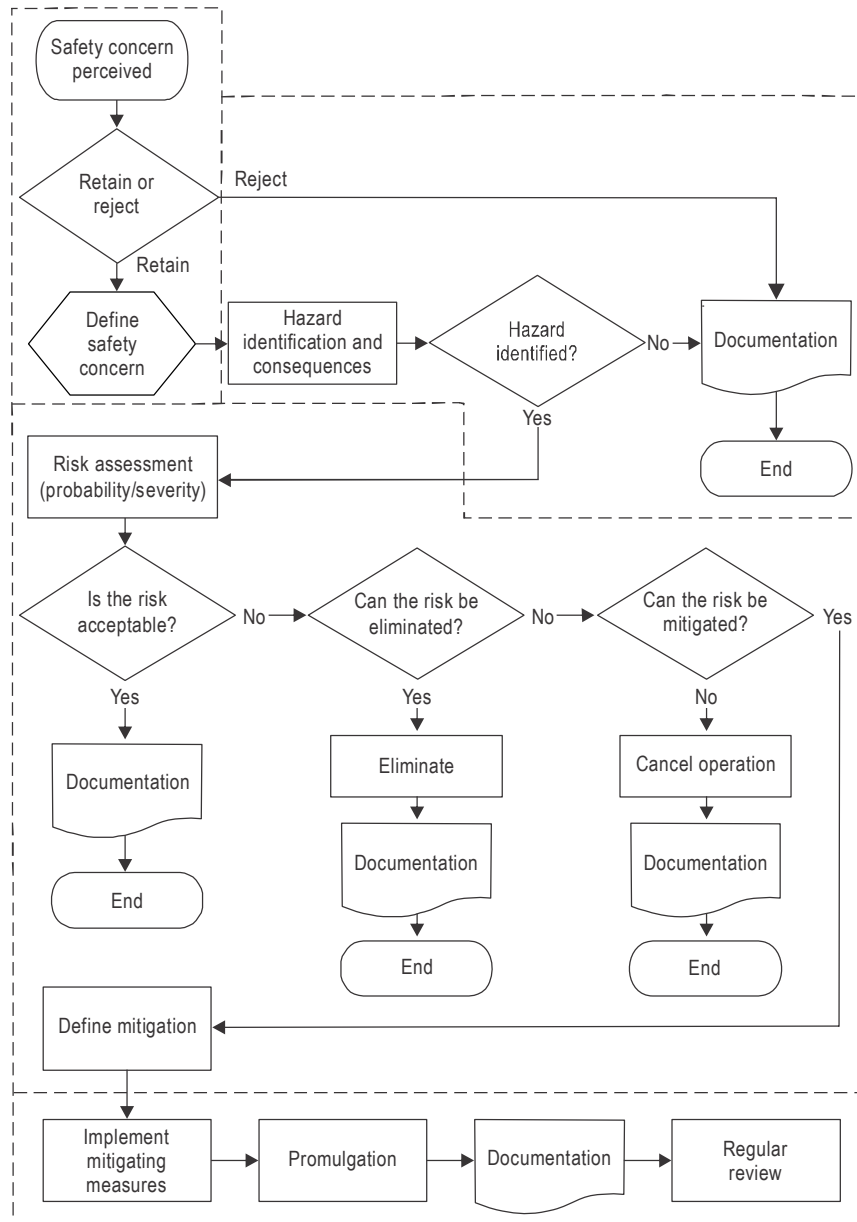 Safety concern
perceived
Retain or
reject
Reject
Retain
Define
safety
concern
Hazard
identification and
consequences
Hazard
identified?
No
Documentation
Yes
End
Risk assessment
(probability/severity)
Is the risk
acceptable?
No
Can the risk be
eliminated?
No
Can the risk be
mitigated?
Yes
Yes
Yes
No
Documentation
Eliminate
Cancel operation
Documentation
Documentation
End
End
End
Define mitigation
Implement
mitigating
measures
Promulgation
Documentation
Regular
review